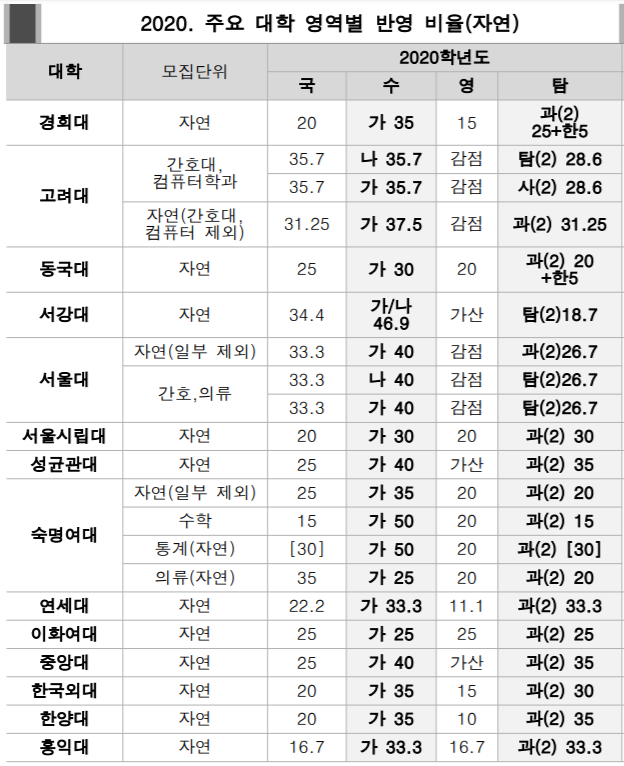 2020. 주요 대학 영역별 반영 비율(자연)
대학 모집단위 2020학년도
국 수 영 탐
경희대 자연 20 가 35 15 과(2)
25+한5
고려대 간호대,
컴퓨터학과 35.7 나 35.7 감점 탐(2) 28.6
35.7 가 35.7 감점 사(2) 28.6
자연(간호대,
컴퓨터 제외) 31.25 가 37.5 감점 과(2) 31.25
동국대 자연 25 가 30 20 과(2) 20
+한5
서강대 자연 34.4 가/나
46.9 가산 탐(2)18.7
서울대 자연(일부 제외) 33.3 가 40 감점 과(2)26.7
간호,의류 33.3 나 40 감점 탐(2)26.7
33.3 가 40 감점 탐(2)26.7
서울시립대 자연 20 가 30 20 과(2) 30
성균관대 자연 25 가 40 가산 과(2) 35
숙명여대 자연(일부 제외) 25 가 35 20 과(2) 20
수학 15 가 50 20 과(2) 15
통계(자연) [30] 가 50 20 과(2) [30]
의류(자연) 35 가 25 20 과(2) 20
연세대 자연 22.2 가 33.3 11.1 과(2) 33.3
이화여대 자연 25 가 25 25 과(2) 25
중앙대 자연 25 가 40 가산 과(2) 35
한국외대 자연 20 가 35 15 과(2) 30
한양대 자연 20 가 35 10 과(2) 35
홍익대 자연 16.7 가 33.3 16.7 과(2) 33.3